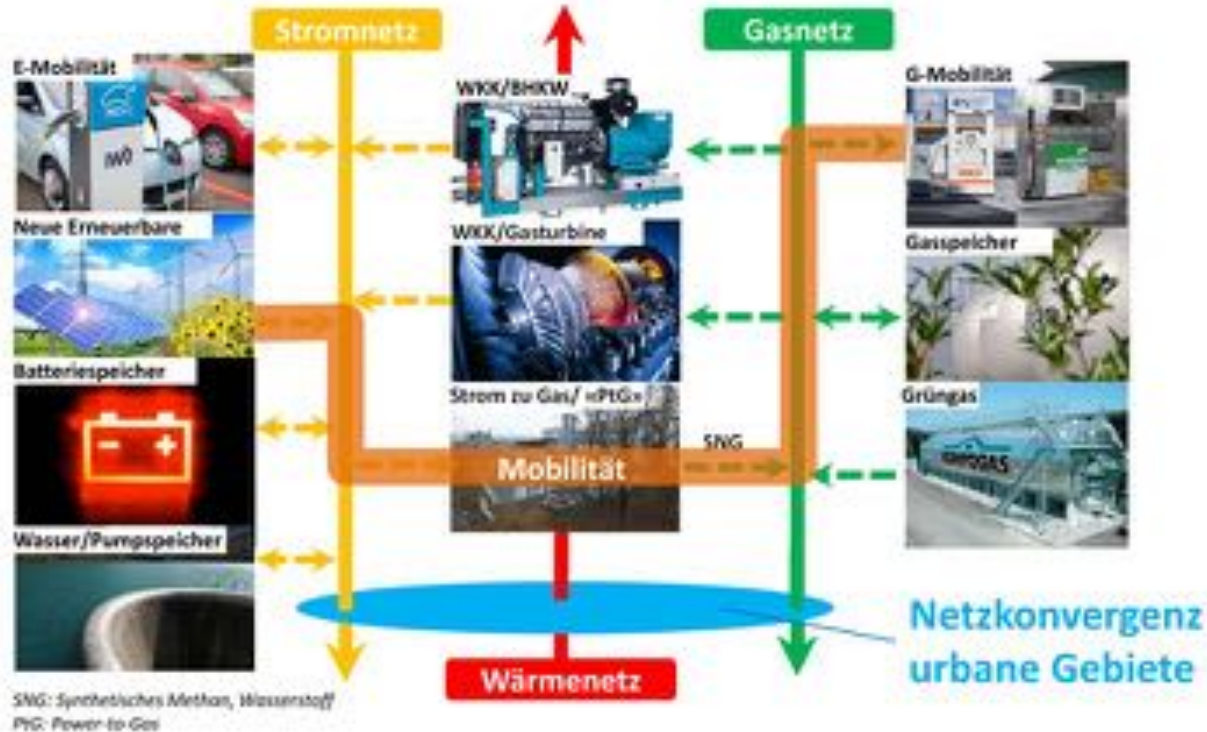 Stromnetz
Gasnetz
E-Mobilität
WKK/BHKW
G-Mobilität
IWB
Neue Erneuerbare
WKK/Gasturbine
Gasspeicher
Batteriespeicher
Strom zu Gas/ «PtG»
Grüngas
SNG
Mobilität
Wasser/Pumpspeicher
Netzkonvergenz
urbane Gebiete
Wärmenetz
SNG: Synthetisches Methan, Wasserstoff
PtG: Power-to-Gas